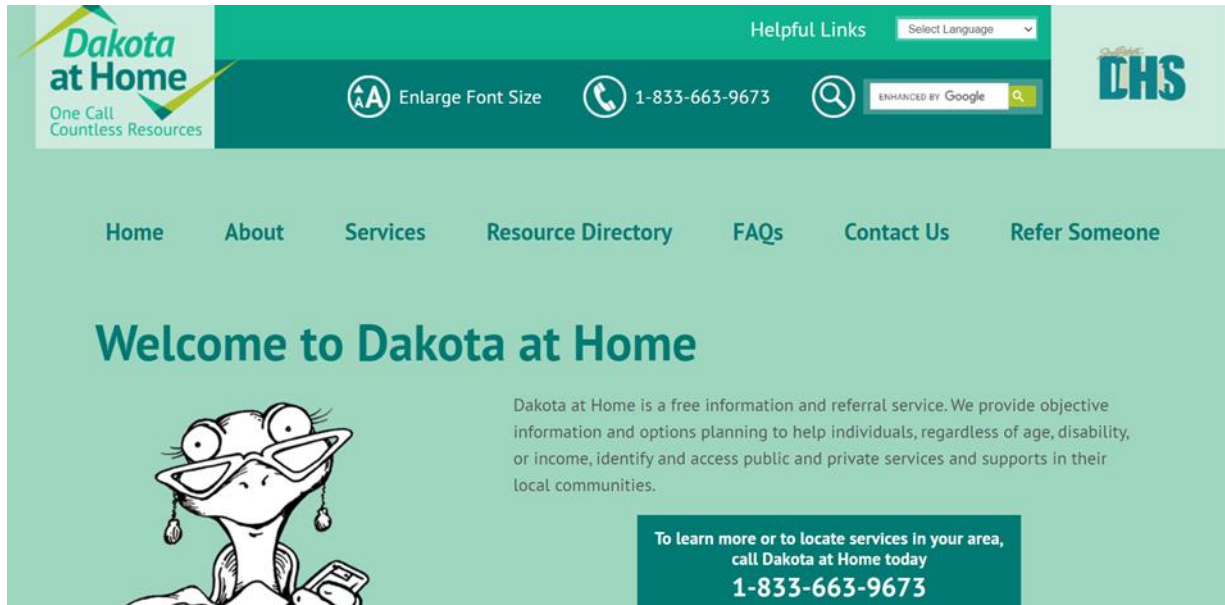 Dakota
at Home
One Call
Countless Resources
Helpful Links
Select Language
AA Enlarge Font Size
1-833-663-9673
ENHANCED BY Google
DHS
Home About Services Resource Directory FAQs Contact Us Refer Someone
Welcome to Dakota at Home
Dakota at Home is a free information and referral service. We provide objective
information and options planning to help individuals, regardless of age, disability,
or income, identify and access public and private services and supports in their
local communities.
To learn more or to locate services in your area,
call Dakota at Home today
1-833-663-9673